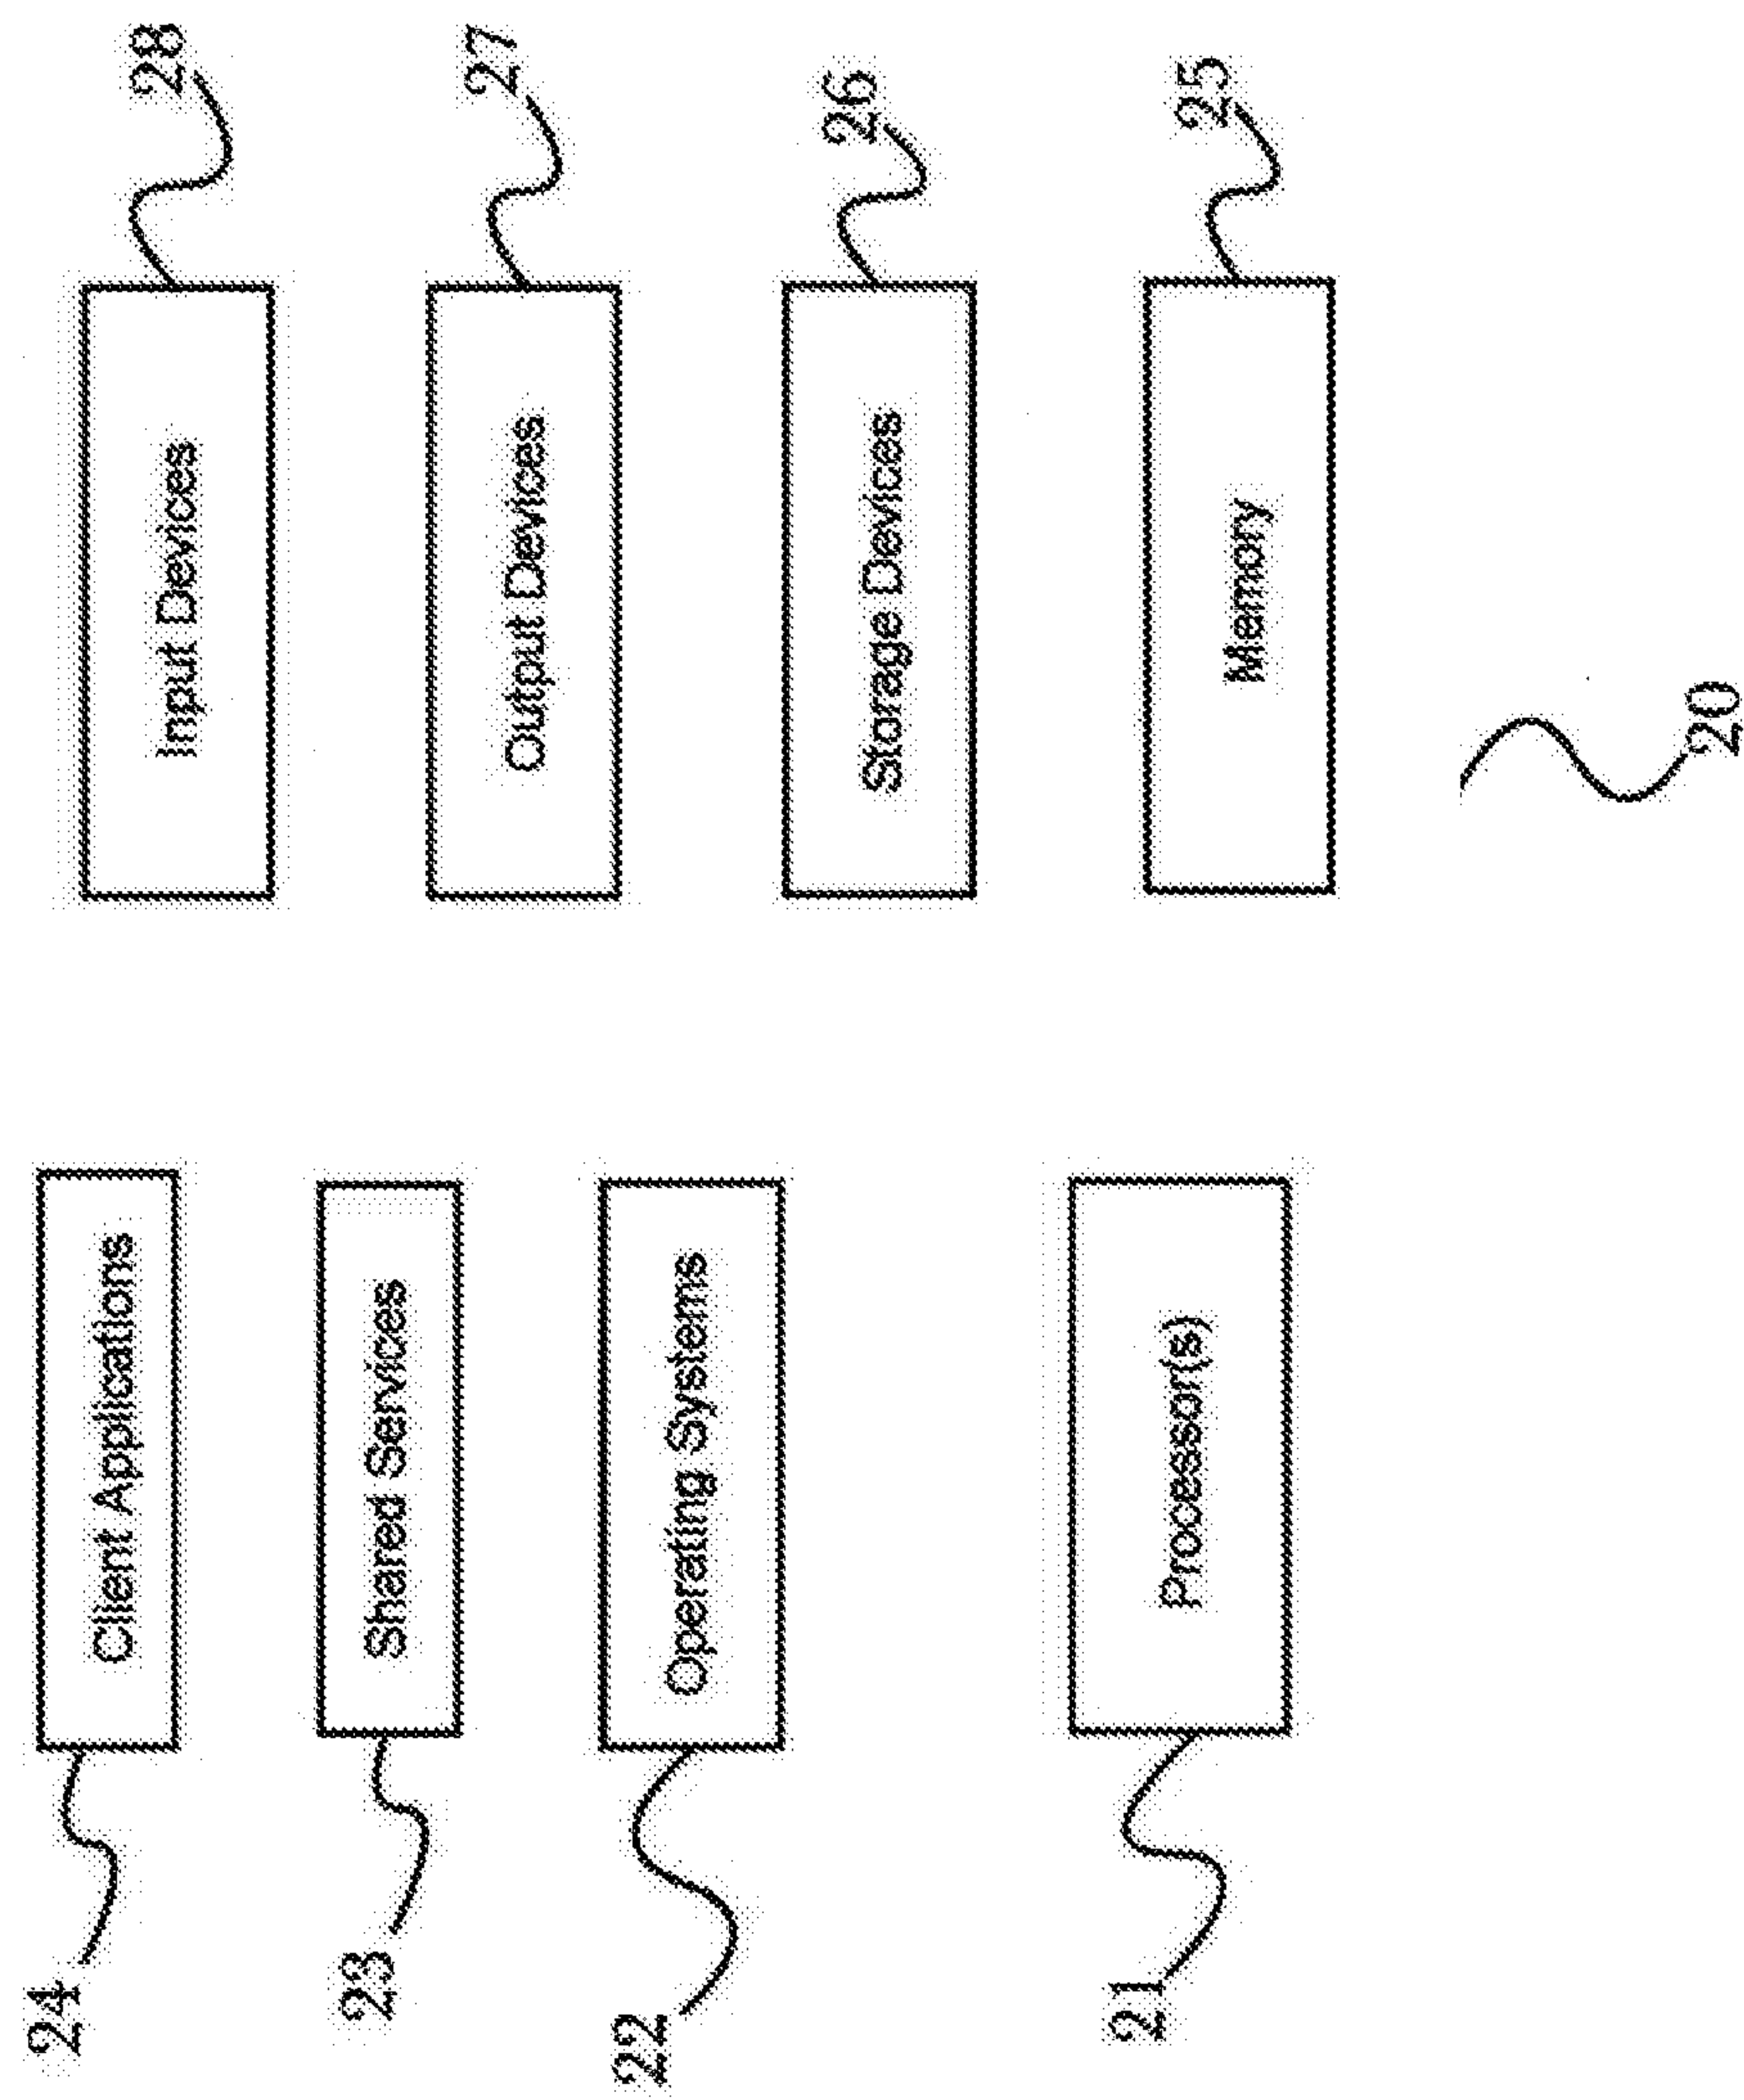 24
Client Applications
Input Devices
28
23
Shared Services
Output Devices
27
22
Operating Systems
Storage Devices
26
21
Processor(s)
Memory
25
20